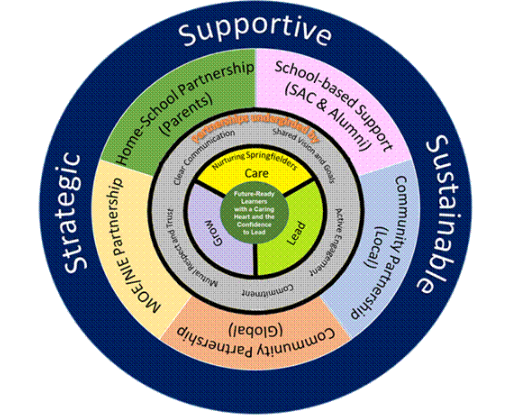 Supportive
Strategic
Sustainable
Home-School Partnership
(Parents)
School-based Support
(SAC & Alumni)
Community Partnership
(Local)
Community Partnership
(Global)
MOE/NIE Partnership
Partnerships undergirded by
Clear Communication
Shared Vision and Goals
Active Engagement
Commitment
Mutual Respect and Trust
Nurturing Springfielders
Care
Lead
Grow
Future-Ready
Learners
with a Caring
Heart and the
Confidence
to Lead